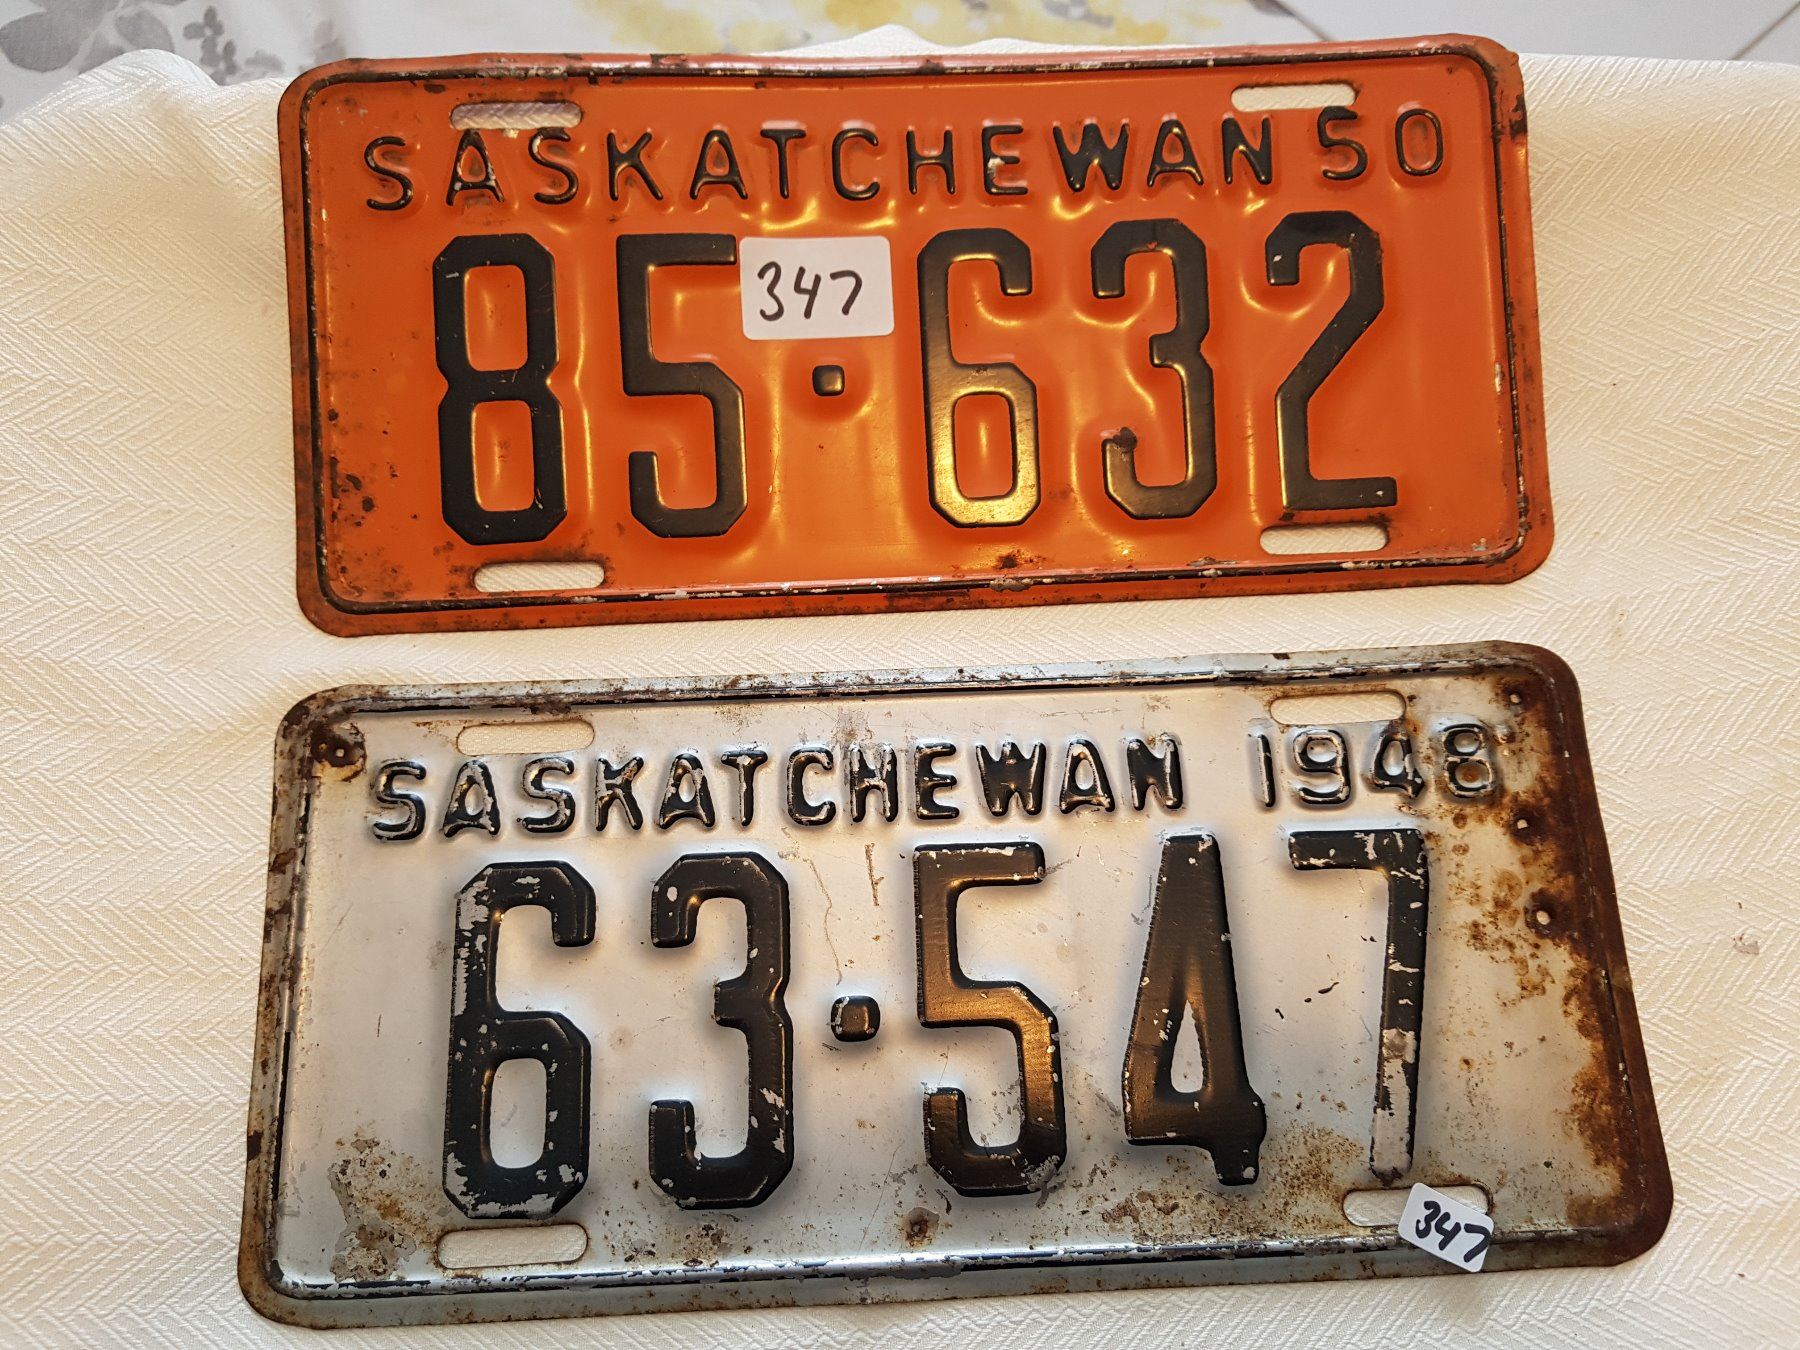 SASKATCHEWAN 50
347
85·632
SASKATCHEWAN 1948
63·547
347